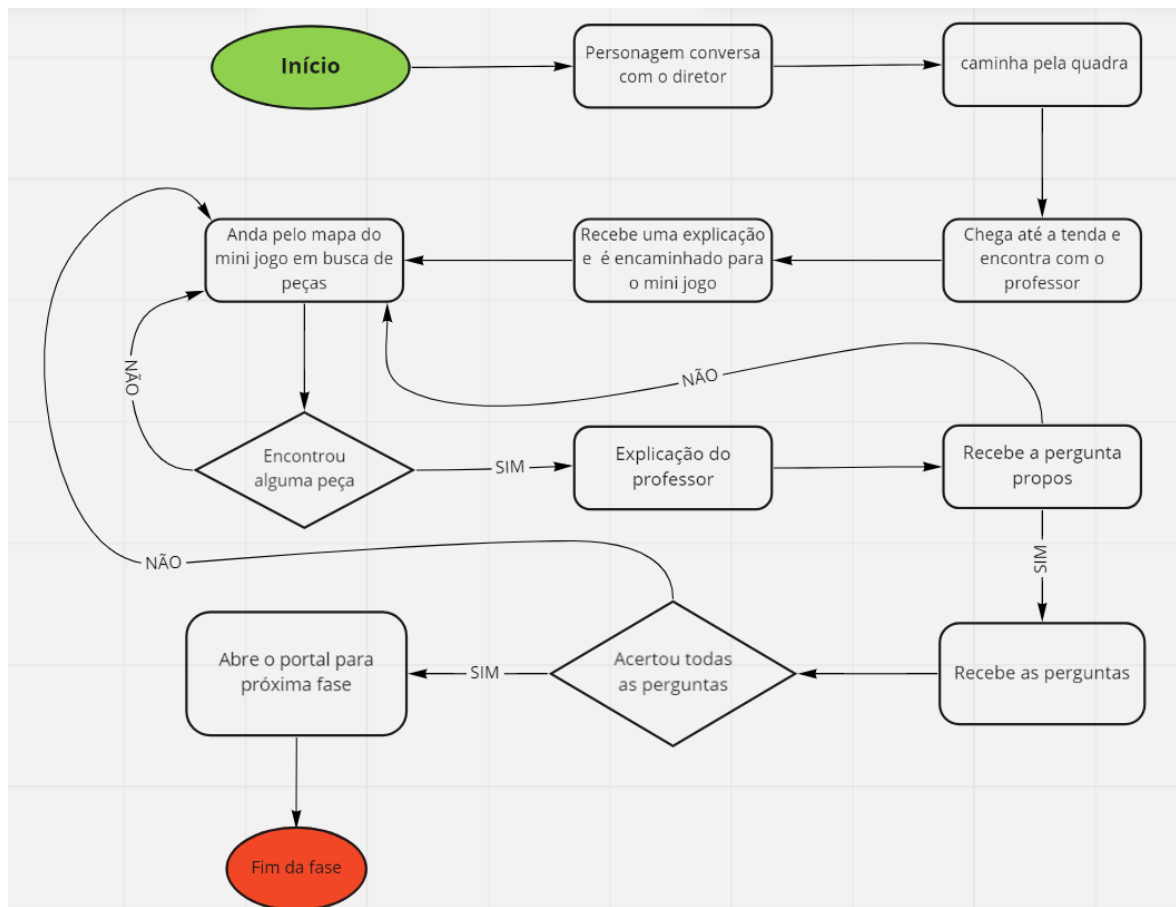 Início
Personagem conversa
com o diretor
caminha pela quadra
Chega até a tenda e
encontra com o
professor
Recebe uma explicação
e é encaminhado para
o mini jogo
Anda pelo mapa do
mini jogo em busca de
peças
NÃO
NÃO
Encontrou
alguma peça
SIM
Explicação do
professor
Recebe a pergunta
propos
SIM
NÃO
Recebe as perguntas
Acertou todas
as perguntas
SIM
Abre o portal para
próxima fase
Fim da fase